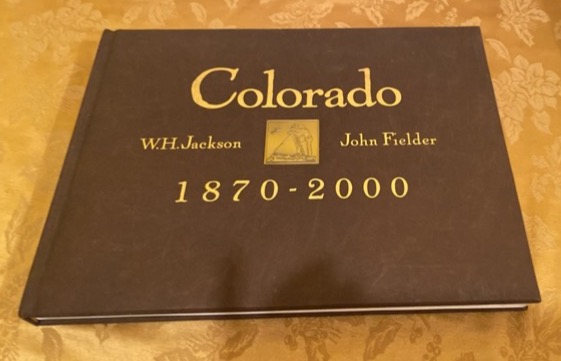 Colorado
W.H.Jackson John Fielder
1870-2000